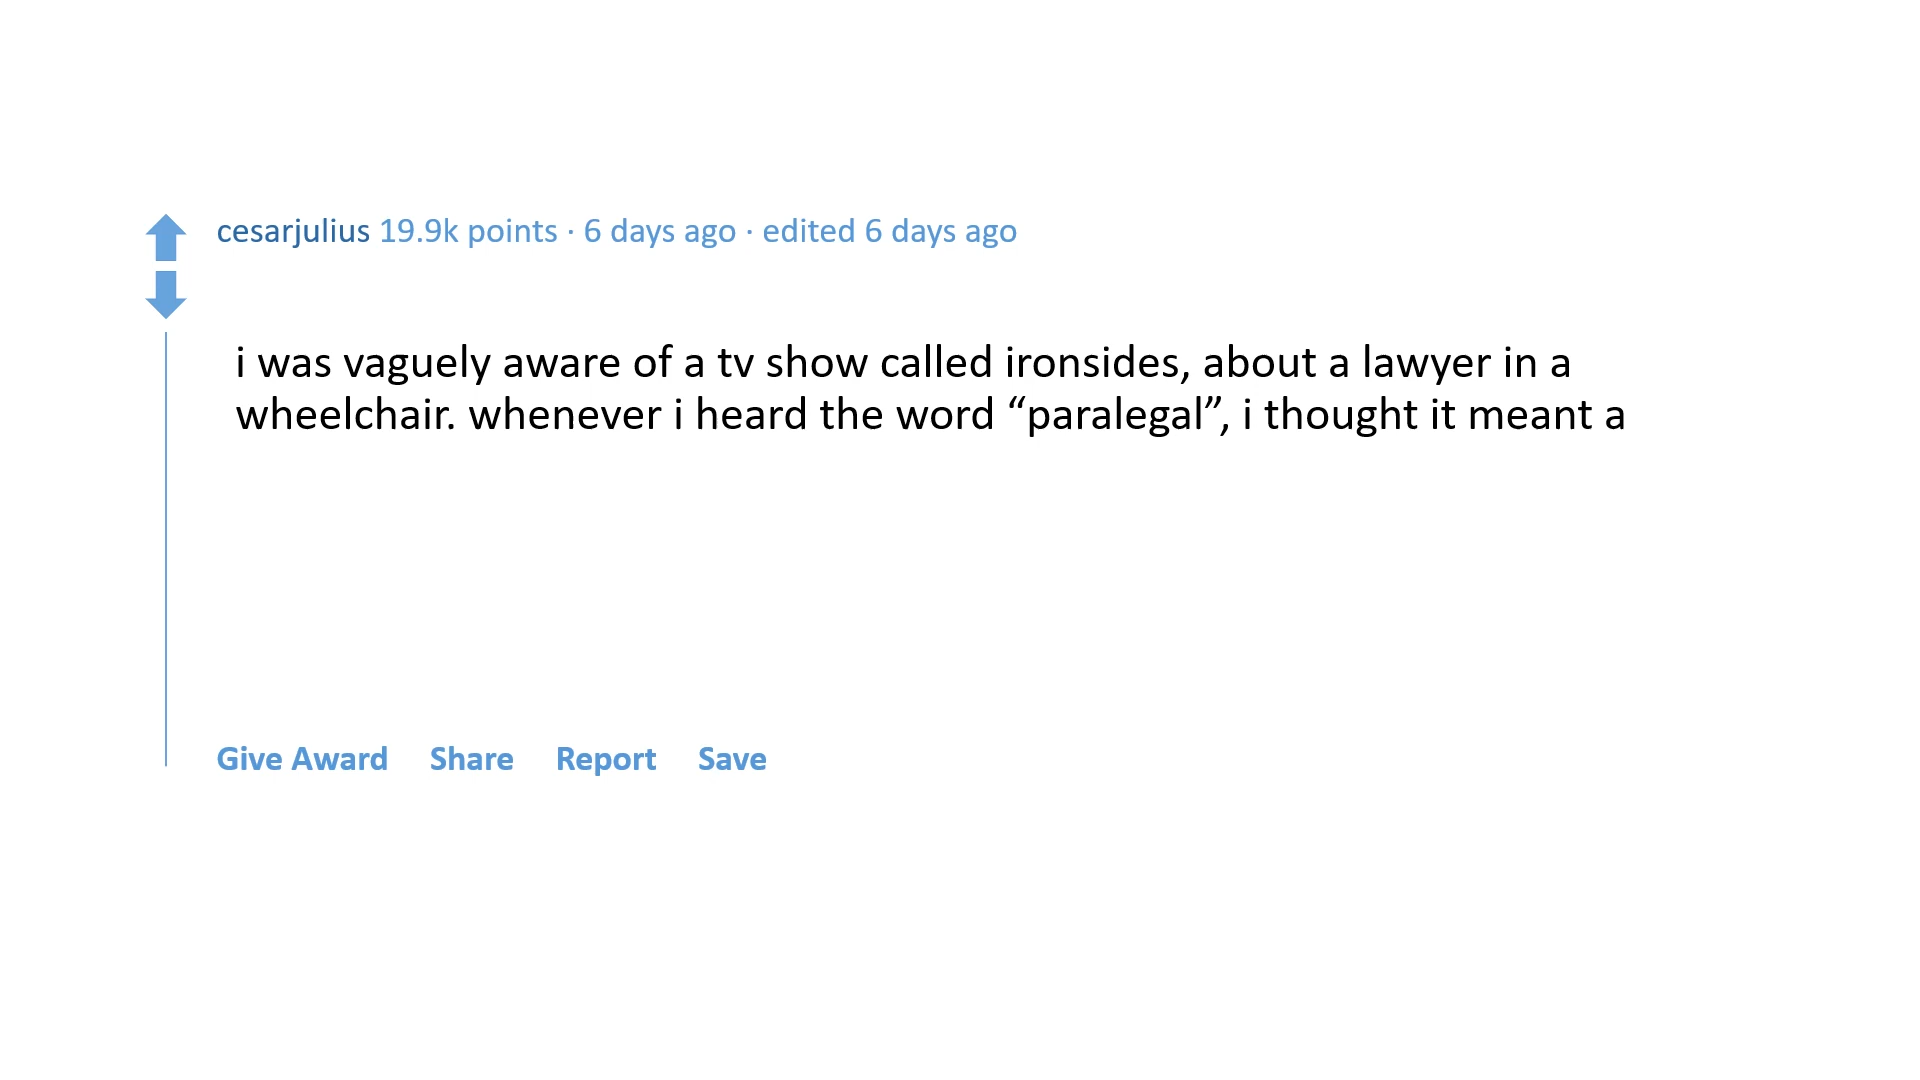 cesarjulius 19.9k points · 6 days ago · edited 6 days ago
i was vaguely aware of a tv show called ironsides, about a lawyer in a
wheelchair. whenever i heard the word “paralegal”, i thought it meant a
Give Award Share Report Save